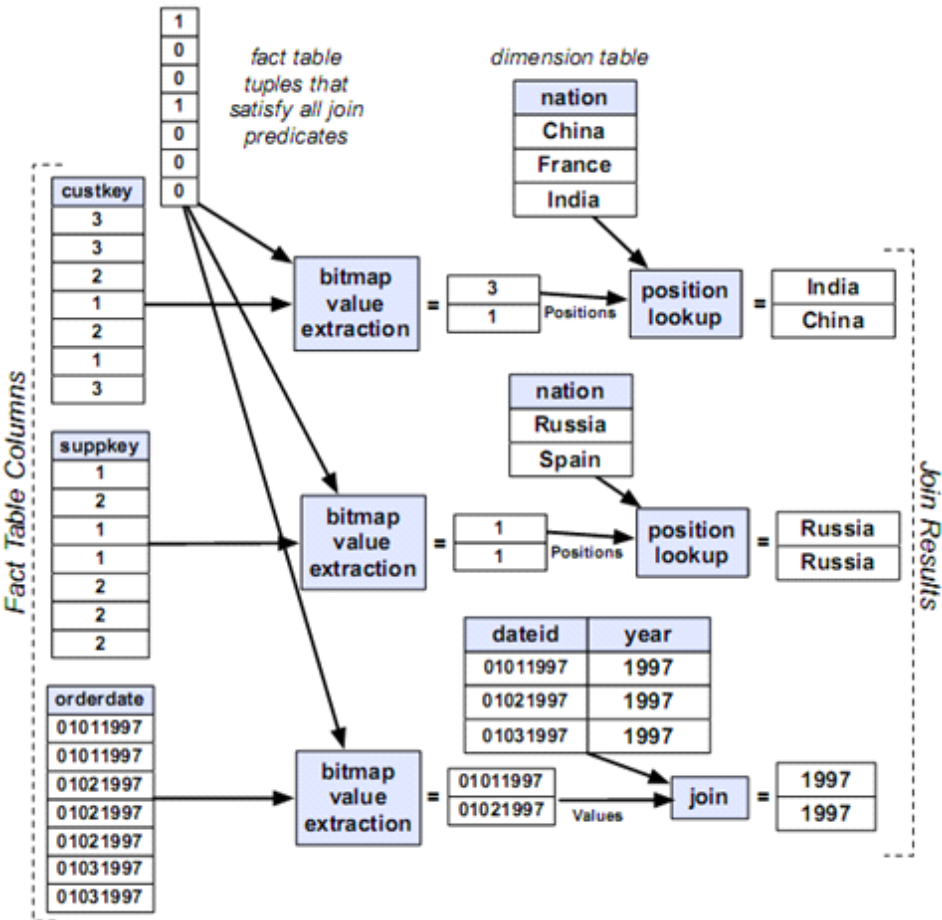 1
0
0
1
0
0
0
fact table
tuples that
satisfy all join
predicates
dimension table
nation
China
France
India
Fact Table Columns
custkey
3
3
2
1
2
1
3
bitmap
value
extraction
=
3
1
Positions
position
lookup
=
India
China
nation
Russia
Spain
suppkey
1
2
1
1
2
2
2
bitmap
value
extraction
=
1
1
Positions
position
lookup
=
Russia
Russia
Join Results
dateid year
01011997 1997
01021997 1997
01031997 1997
orderdate
01011997
01011997
01021997
01021997
01021997
01031997
01031997
bitmap
value
extraction
=
01011997
01021997
Values
join
=
1997
1997